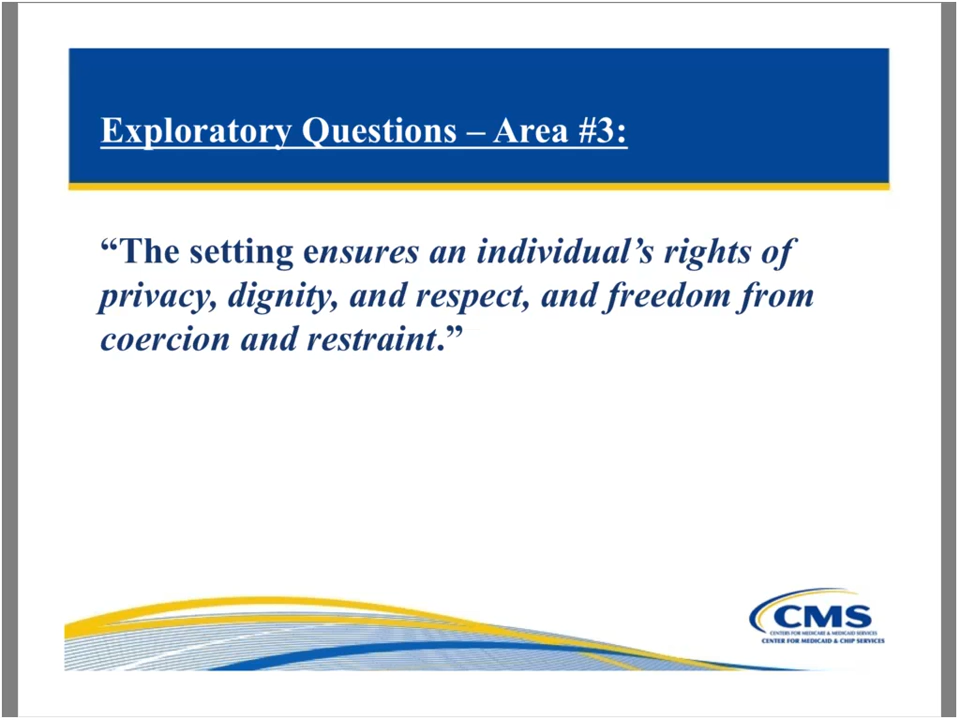 Exploratory Questions – Area #3:
“The setting ensures an individual’s rights of
privacy, dignity, and respect, and freedom from
coercion and restraint.”
CMS
CENTERS FOR MEDICARE & MEDICAID SERVICES
CENTER FOR MEDICAID & CHIP SERVICES